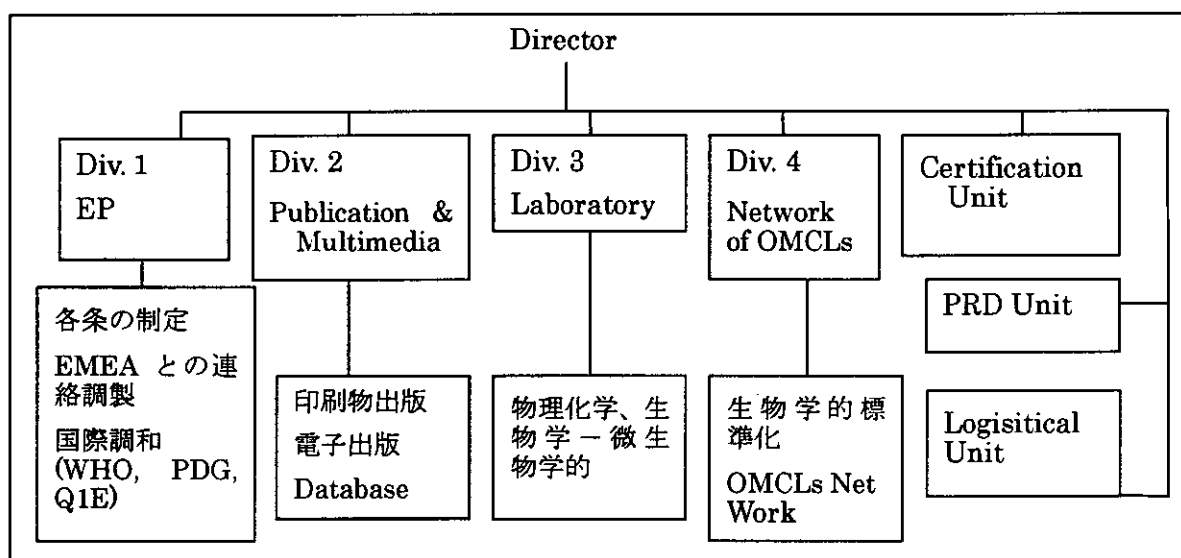 Director
Div. 1
EP
Div. 2
Publication &
Multimedia
Div. 3
Laboratory
Div. 4
Network
of OMCLs
Certification
Unit
各条の制定
EMEA との連
絡調製
国際調和
(WHO, PDG,
Q1E)
印刷物出版
電子出版
Database
物理化学、生
物学－微生
物学的
生物学的標
準化
OMCLs Net
Work
PRD Unit
Logisitical
Unit